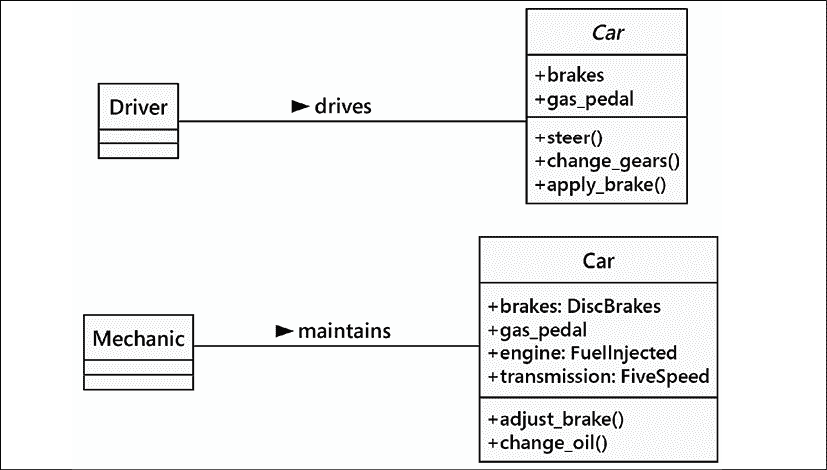 Car
+brakes
+gas_pedal
Driver
► drives
+steer()
+change_gears()
+apply_brake()
Car
+brakes: DiscBrakes
+gas_pedal
+engine: FuelInjected
+transmission: FiveSpeed
Mechanic
► maintains
+adjust_brake()
+change_oil()